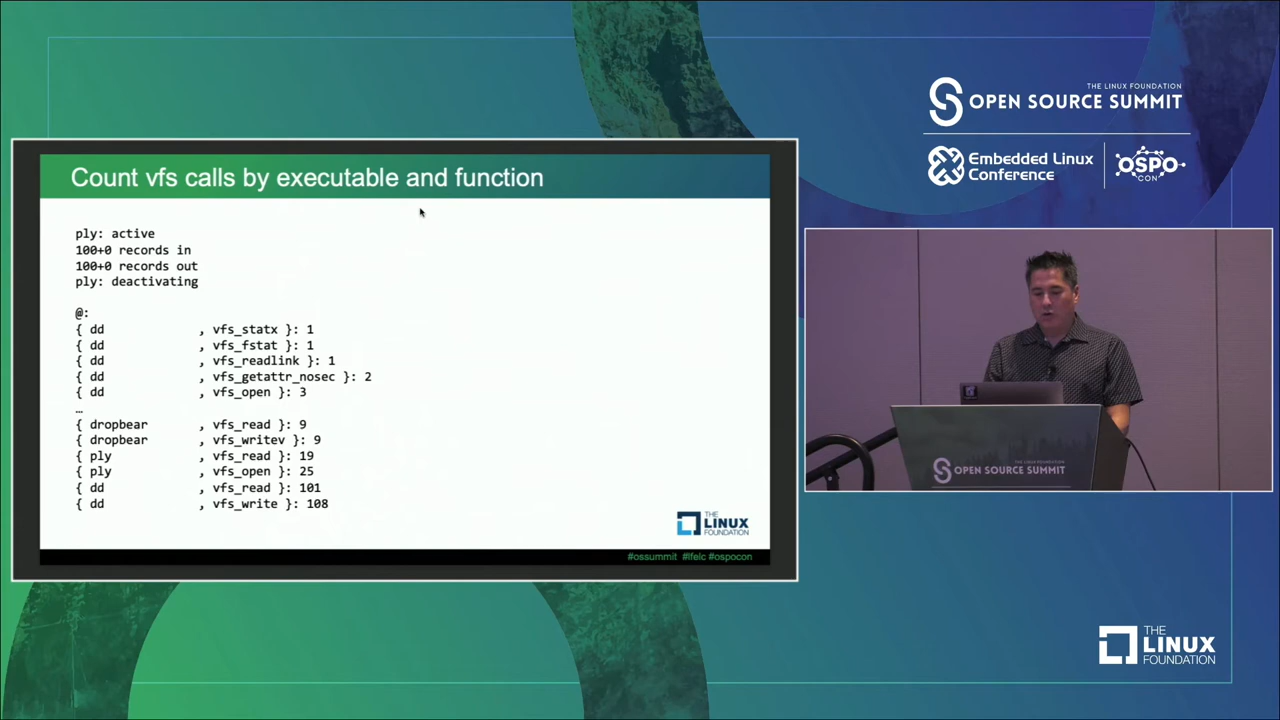 THE LINUX FOUNDATION
OPEN SOURCE SUMMIT
Embedded Linux
Conference
OSPO
CON
Count vfs calls by executable and function
ply: active
100+0 records in
100+0 records out
ply: deactivating
@:
{ dd , vfs_statx }: 1
{ dd , vfs_fstat }: 1
{ dd , vfs_readlink }: 1
{ dd , vfs_getattr_nosec }: 2
{ dd , vfs_open }: 3
…
{ dropbear , vfs_read }: 9
{ dropbear , vfs_writev }: 9
{ ply , vfs_read }: 19
{ ply , vfs_open }: 25
{ dd , vfs_read }: 101
{ dd , vfs_write }: 108
THE
LINUX
FOUNDATION
#ossummit #lfelc #ospocon
THE LINUX FOUNDATION
OPEN SOURCE SUMMIT
THE
LINUX
FOUNDATION